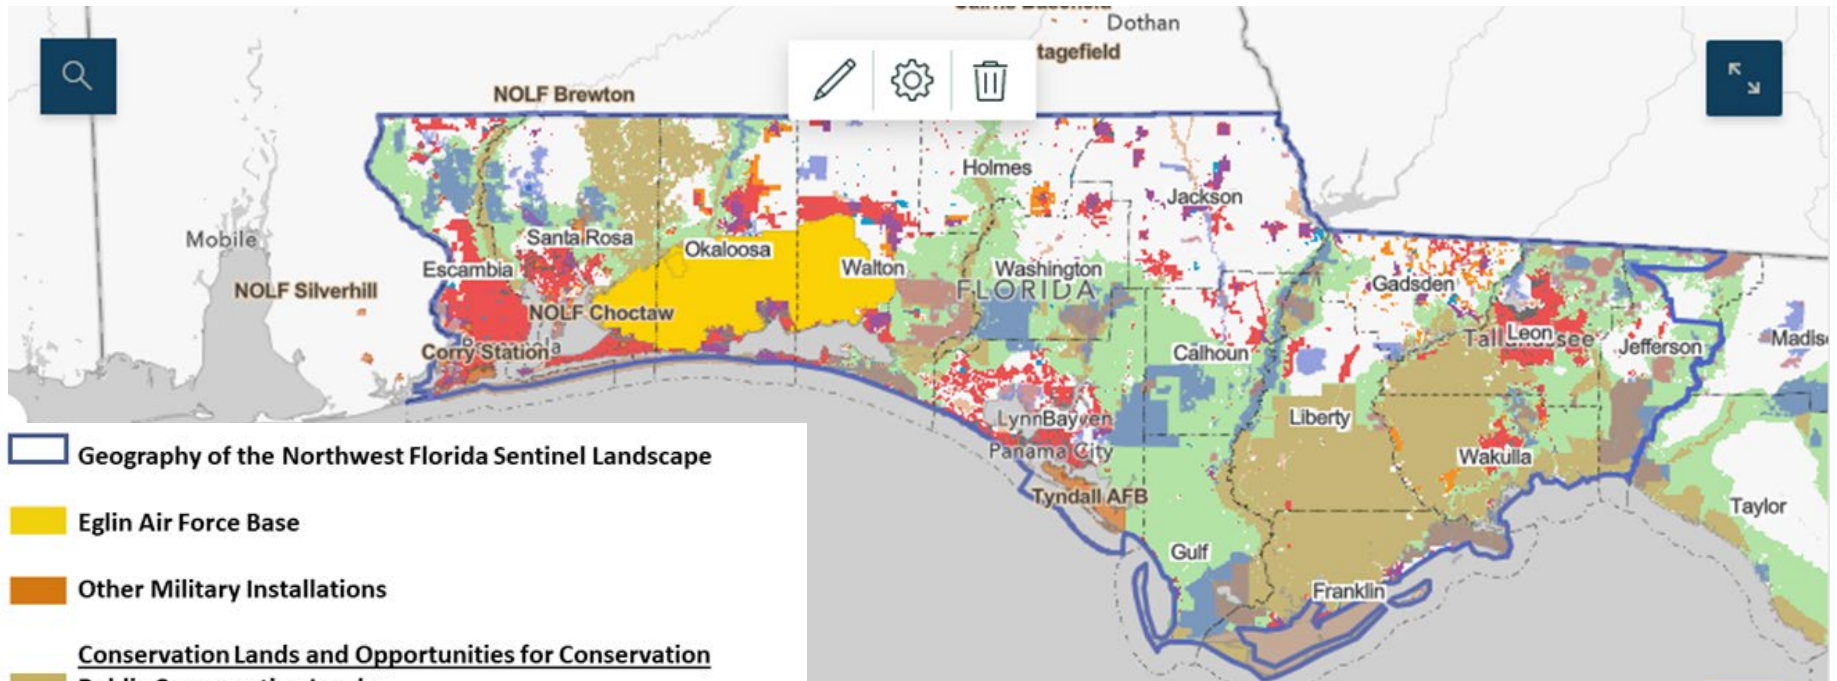 Dothan
tagefield
NOLF Brewton
Holmes
Jackson
Mobile
Santa Rosa
Okaloosa
Escambia
Walton
Washington
FLORIDA
Gadsden
NOLF Silverhill
NOLF Choctaw
Leon
Corry Station
Calhoun
Jefferson
LynnHaven
Liberty
Panama City
Wakulla
Tyndall AFB
Taylor
Gulf
Franklin
Geography of the Northwest Florida Sentinel Landscape
Eglin Air Force Base
Other Military Installations
Conservation Lands and Opportunities for Conservation